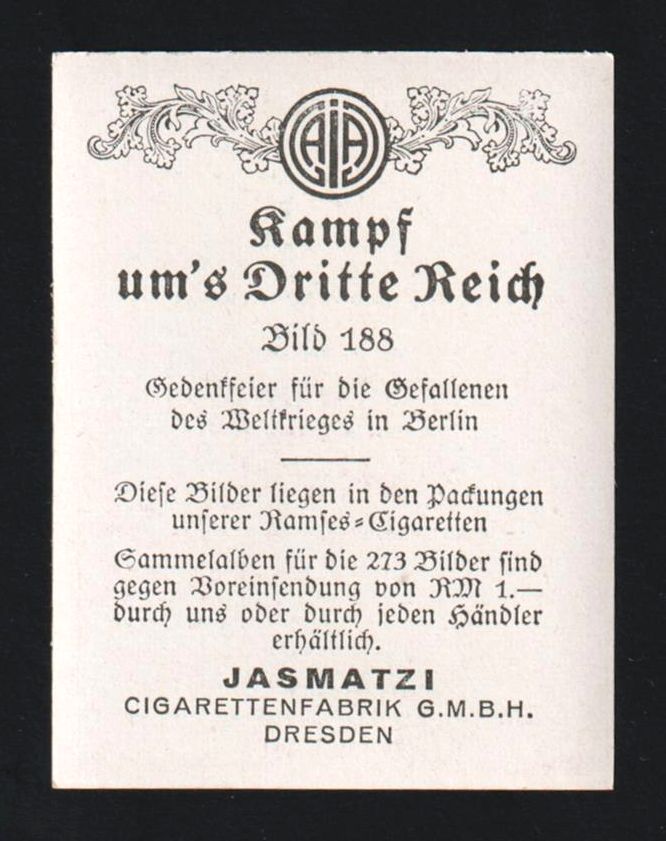 Kampf
um's Dritte Reich
Bild 188
Gedenkfeier für die Gefallenen
des Weltkrieges in Berlin
Diese Bilder liegen in den Packungen
unserer Ramses-Cigaretten
Sammelalben für die 273 Bilder sind
gegen Voreinsendung von RM 1.—
durch uns oder durch jeden Händler
erhältlich.
JASMATZI
CIGARETTENFABRIK G.M.B.H.
DRESDEN